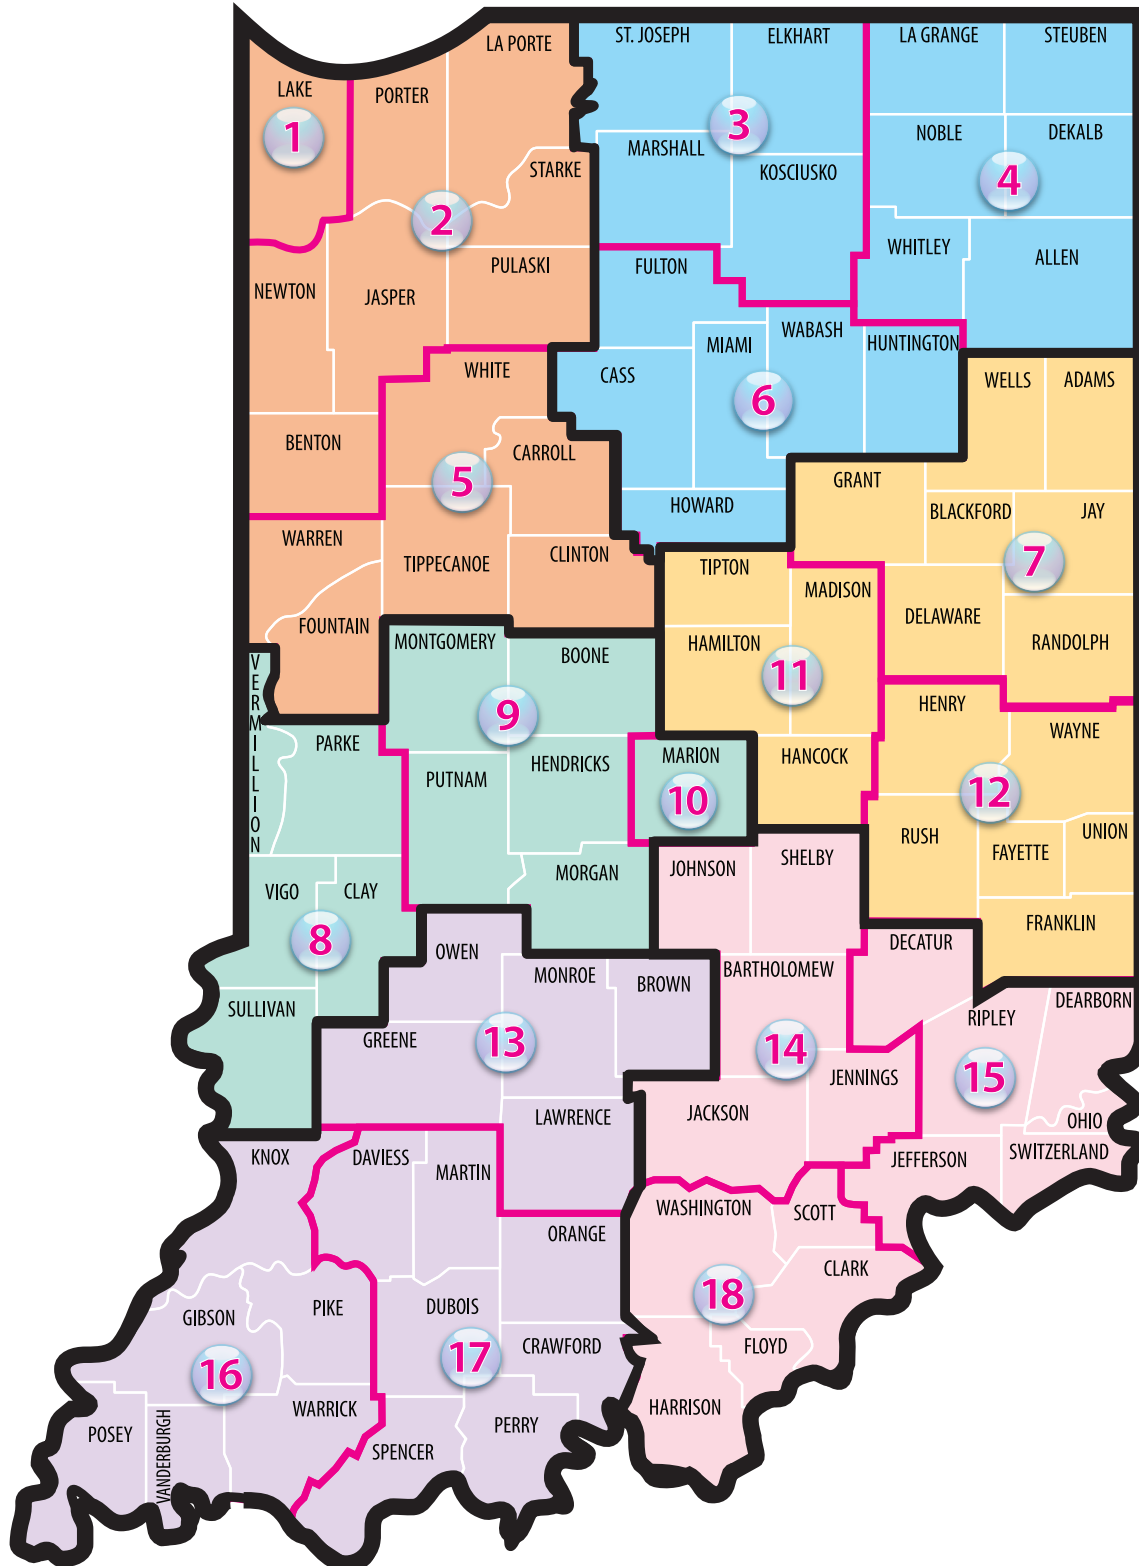 ST. JOSEPH
ELKHART
LA GRANGE
STEUBEN
LA PORTE
LAKE
PORTER
1
3
NOBLE
DEKALB
MARSHALL
KOSCIUSKO
STARKE
4
2
WHITLEY
ALLEN
FULTON
PULASKI
NEWTON
JASPER
WABASH
MIAMI
HUNTINGTON
WHITE
CASS
WELLS
ADAMS
6
BENTON
CARROLL
5
GRANT
HOWARD
BLACKFORD
JAY
WARREN
TIPPECANOE
CLINTON
TIPTON
7
MADISON
DELAWARE
FOUNTAIN
MONTGOMERY
BOONE
HAMILTON
RANDOLPH
VERMILLION
11
HENRY
9
WAYNE
PARKE
PUTNAM
HENDRICKS
MARION
HANCOCK
10
12
RUSH
FAYETTE
UNION
MORGAN
JOHNSON
SHELBY
VIGO
CLAY
FRANKLIN
8
OWEN
DECATUR
MONROE
BROWN
BARTHOLOMEW
SULLIVAN
DEARBORN
RIPLEY
GREENE
13
14
15
JENNINGS
LAWRENCE
JACKSON
OHIO
KNOX
DAVIESS
MARTIN
JEFFERSON
SWITZERLAND
WASHINGTON
SCOTT
ORANGE
CLARK
18
GIBSON
PIKE
DUBOIS
CRAWFORD
FLOYD
16
17
WARRICK
HARRISON
POSEY
VANDERBURGH
SPENCER
PERRY